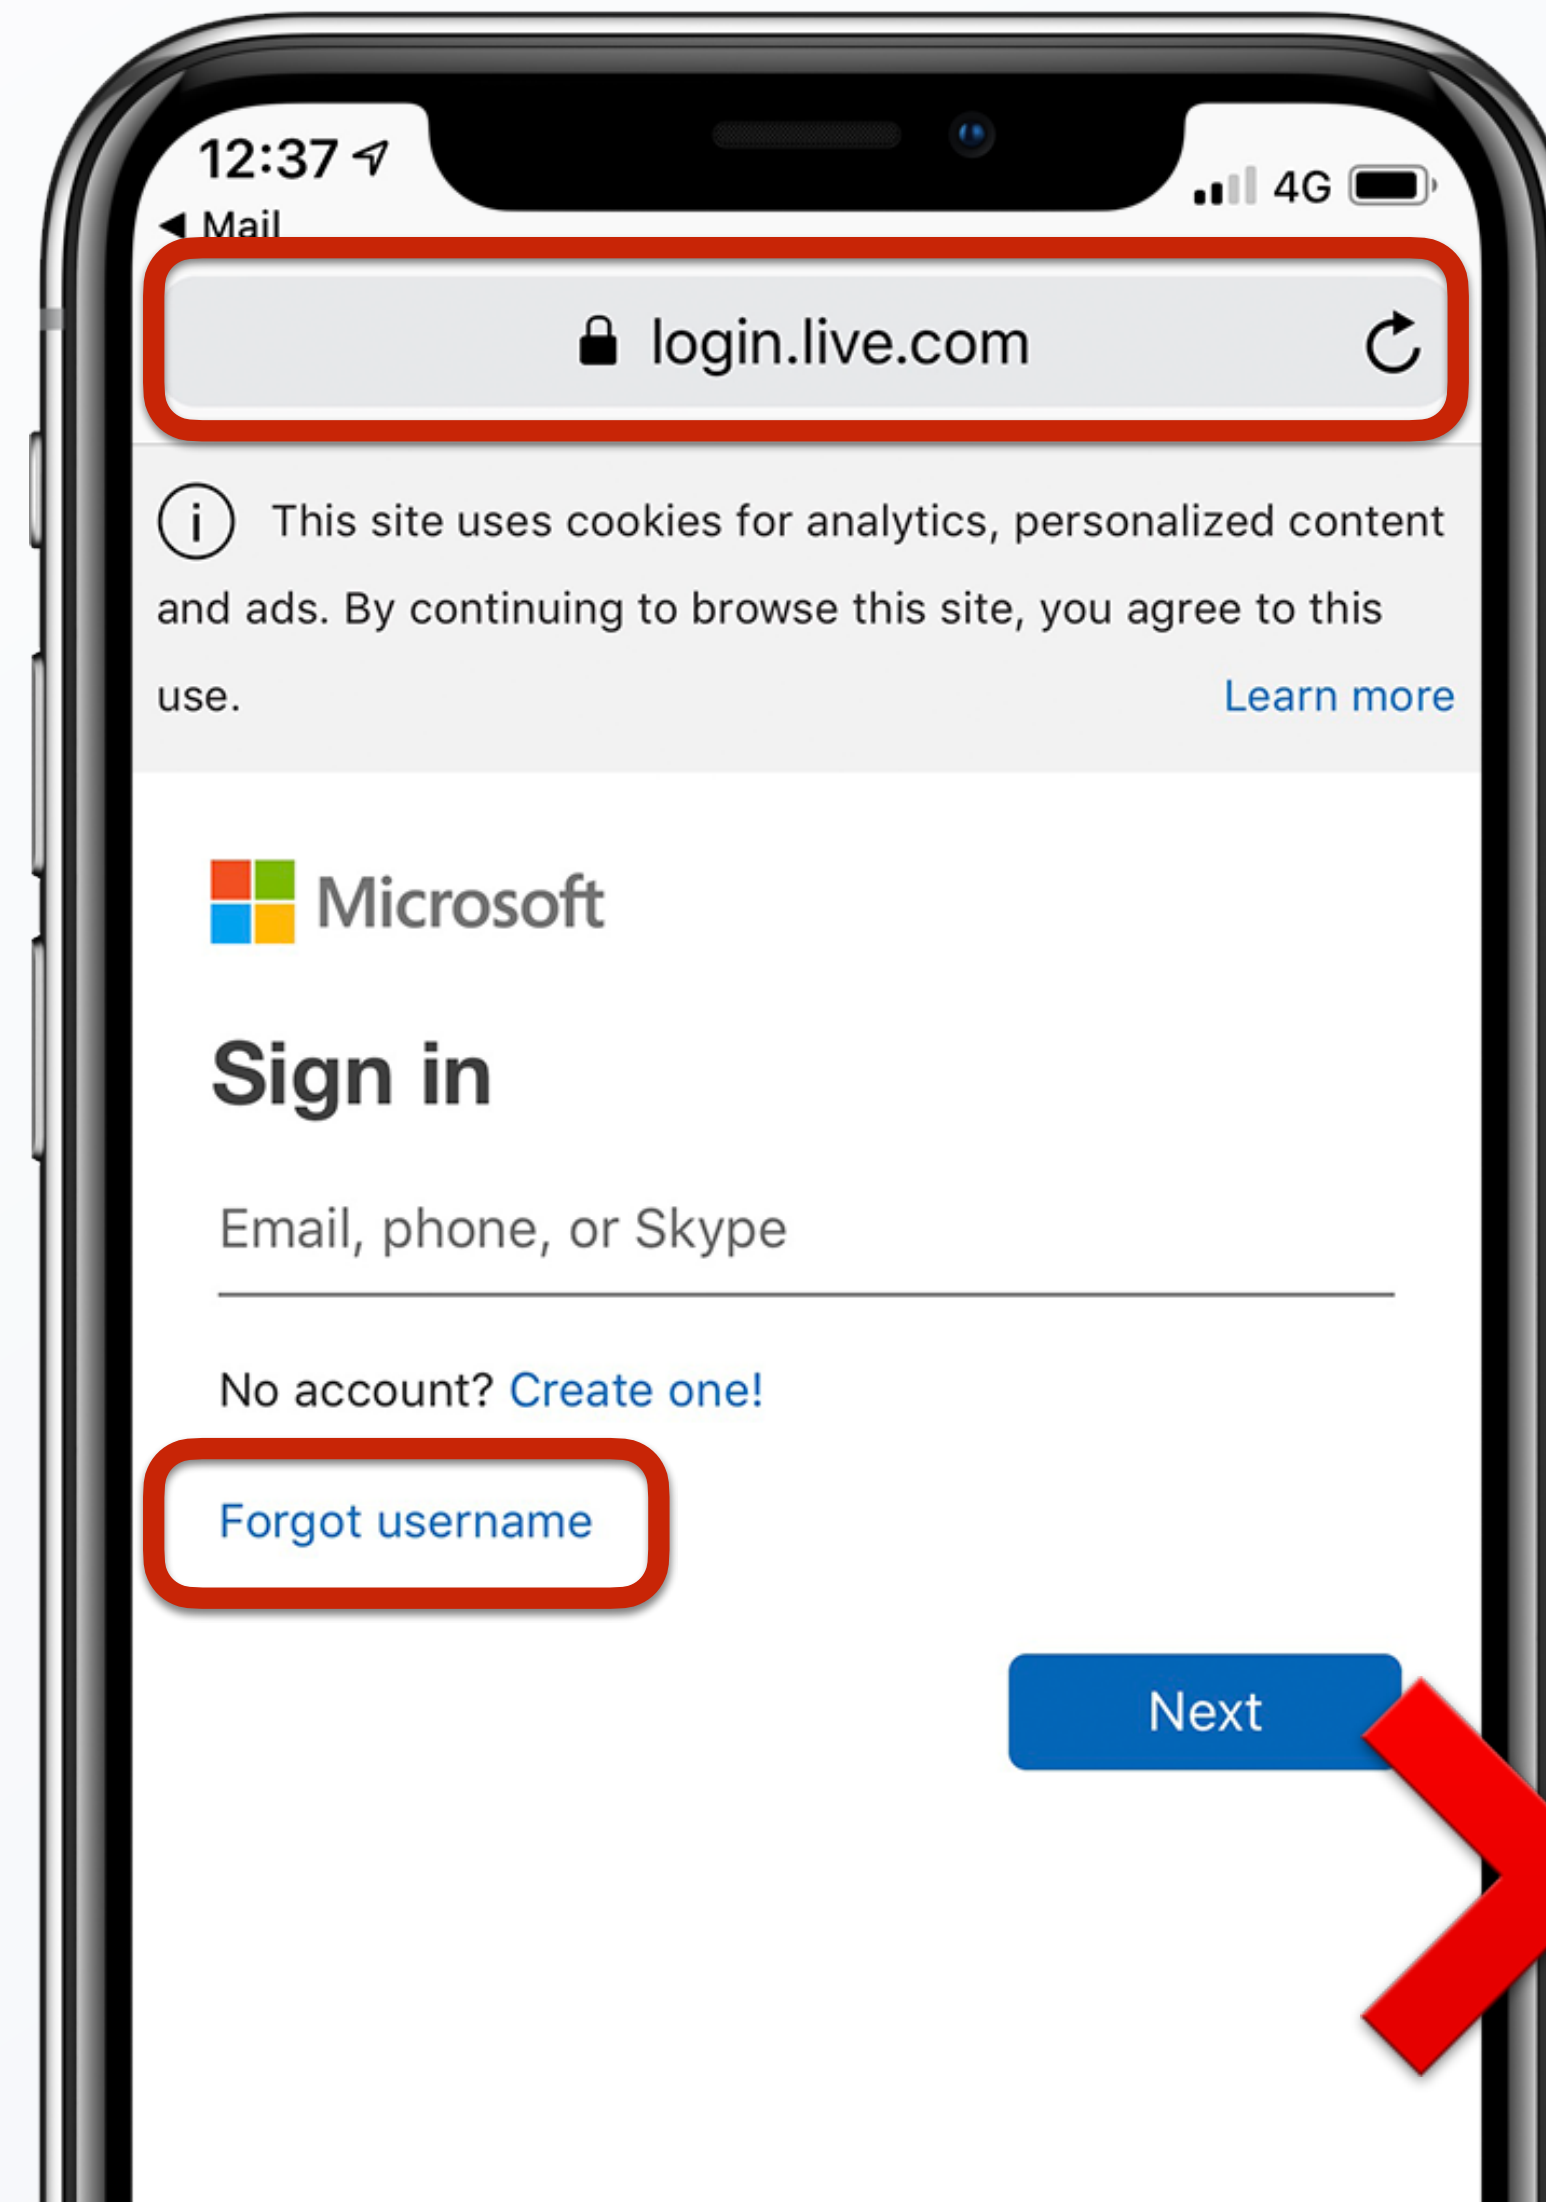 12:37
4G
Mail
login.live.com
i This site uses cookies for analytics, personalized content
and ads. By continuing to browse this site, you agree to this
use. Learn more
Microsoft
Sign in
Email, phone, or Skype
No account? Create one!
Forgot username
Next